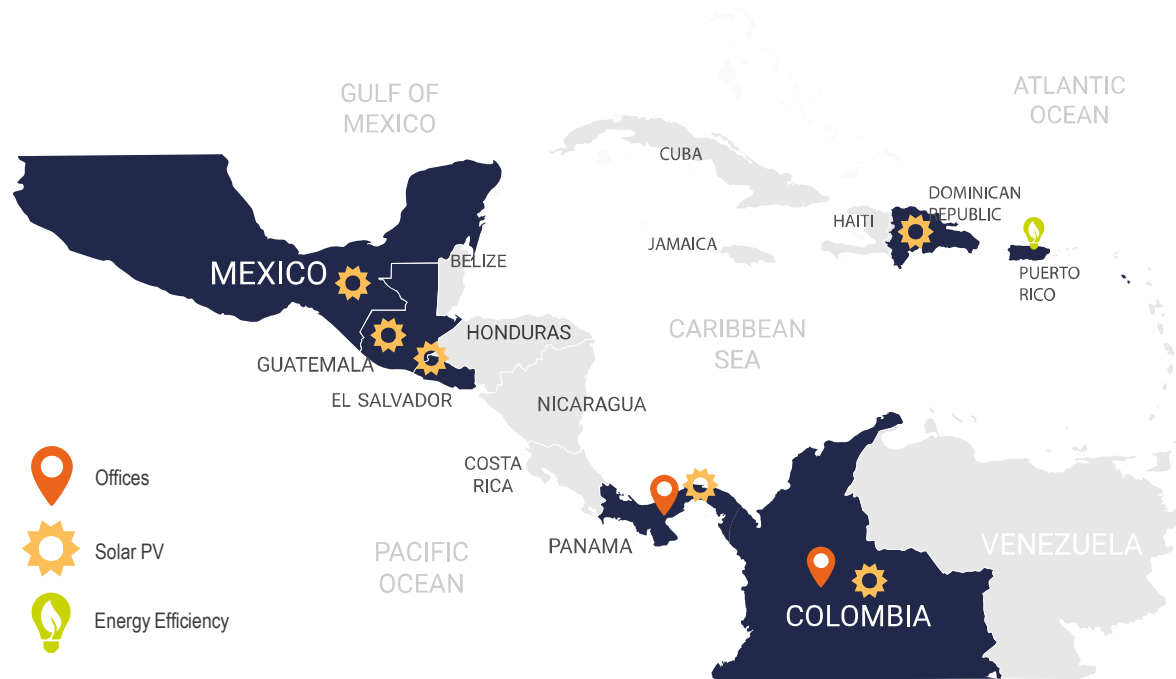 GULF OF
MEXICO
ATLANTIC
OCEAN
CUBA
DOMINICAN
REPUBLIC
HAITI
JAMAICA
BELIZE
MEXICO
PUERTO
RICO
HONDURAS
CARIBBEAN
SEA
GUATEMALA
EL SALVADOR
NICARAGUA
COSTA
RICA
PANAMA
VENEZUELA
PACIFIC
OCEAN
COLOMBIA
Offices
Solar PV
Energy Efficiency